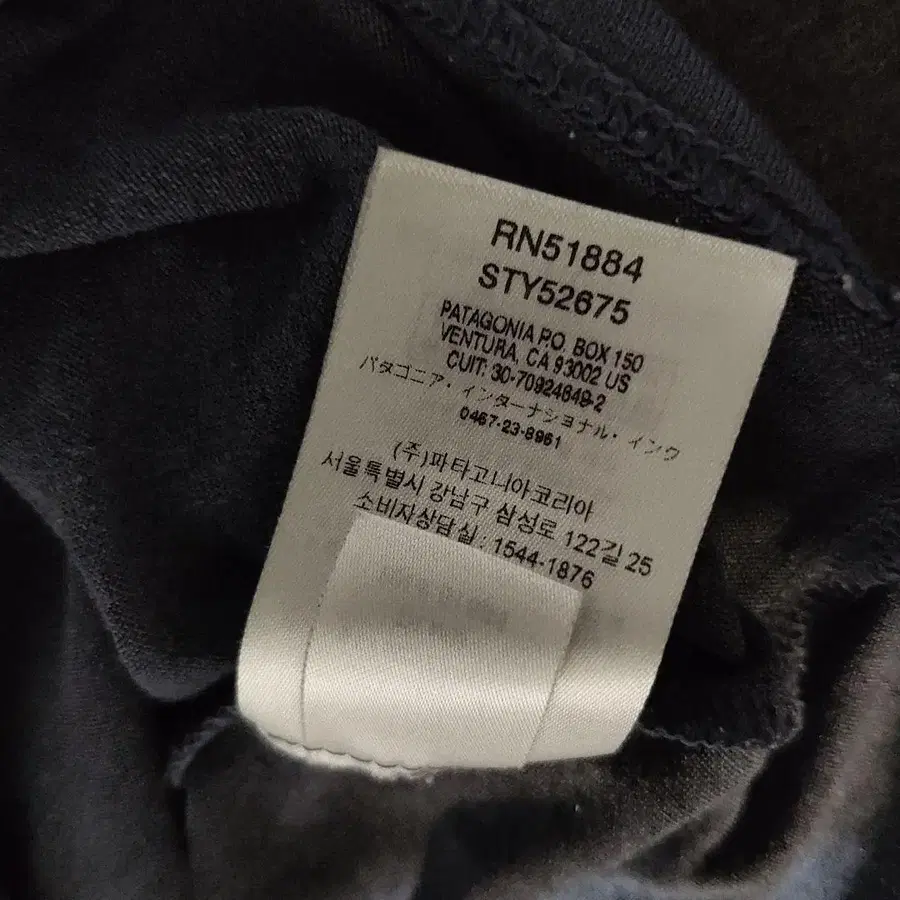 RN51884
STY52675
PATAGONIA P.O. BOX 150
VENTURA, CA 93002 US
CUIT: 30-70924649-2
パタゴニア・インターナショナル・インク
0467-23-8961
(주)파타고니아코리아
서울특별시 강남구 삼성로 122길 25
소비자상담실 : 1544-1876